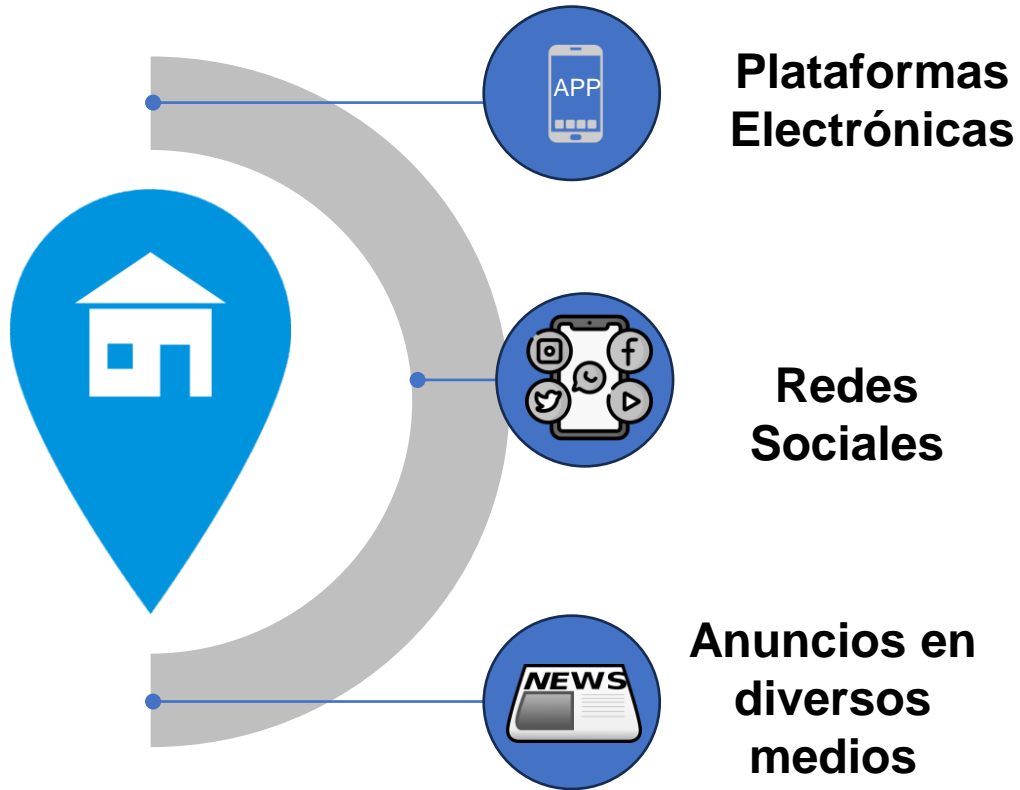 APP
Plataformas
Electrónicas
Redes
Sociales
NEWS
Anuncios en
diversos
medios